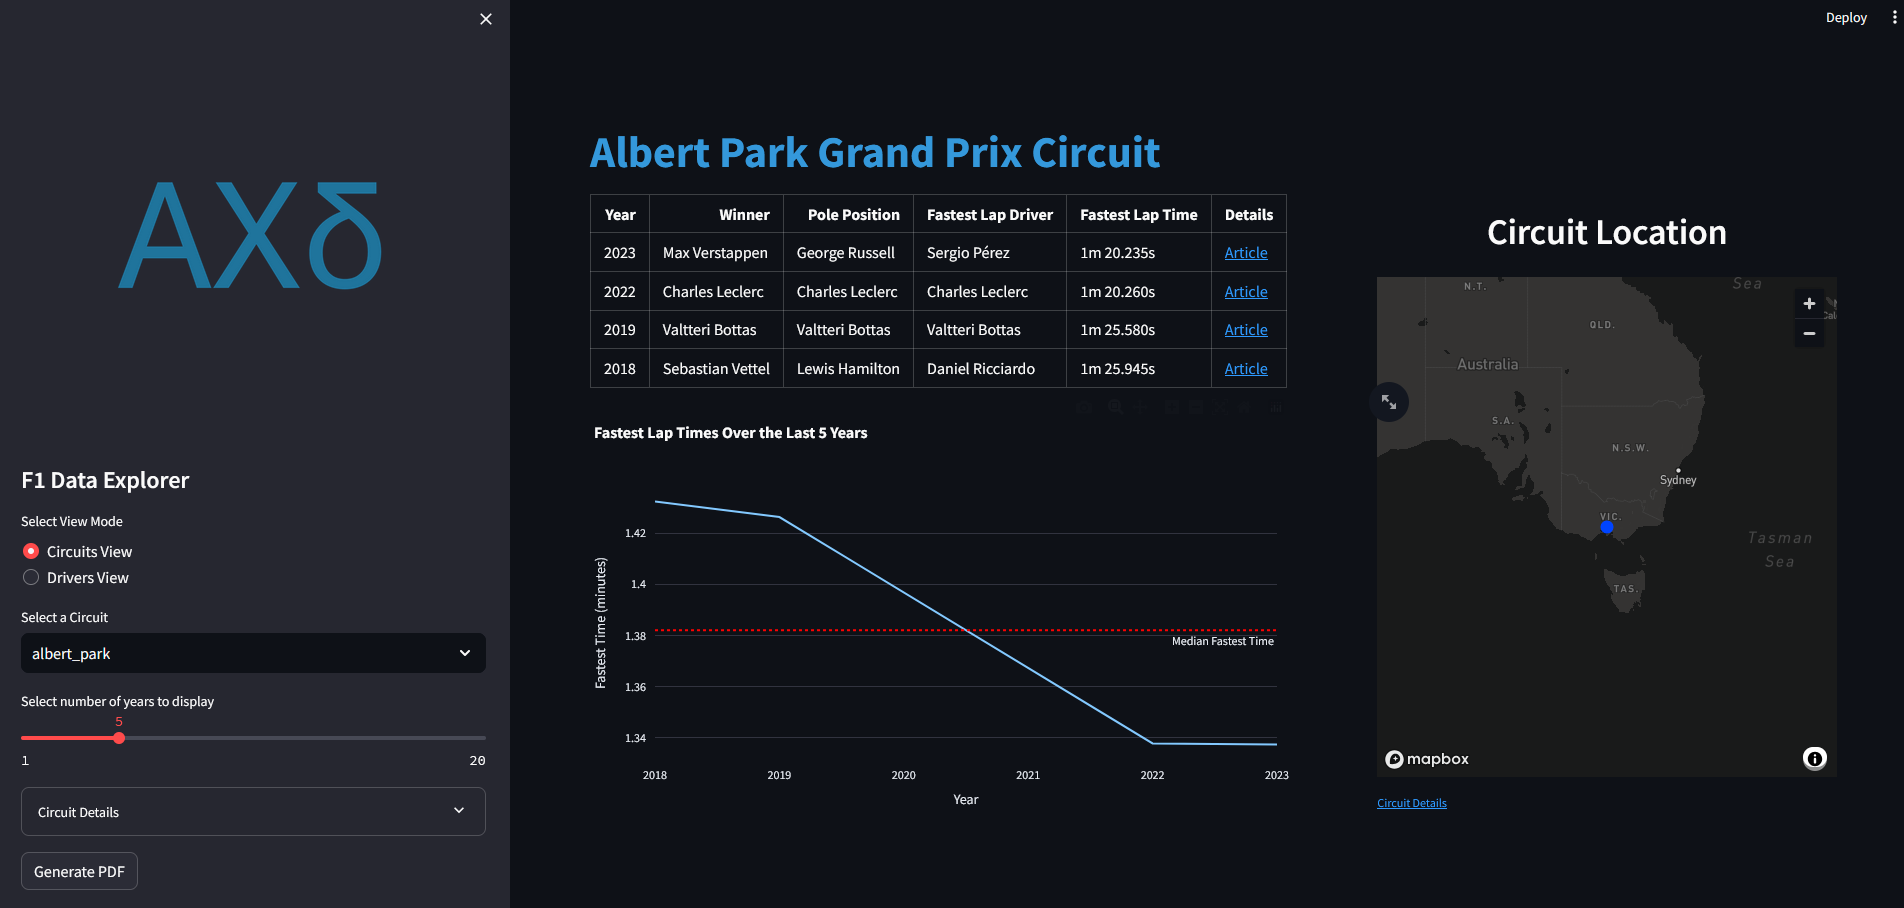 Deploy
AXδ
F1 Data Explorer
Select View Mode
Circuits View
Drivers View
Select a Circuit
albert_park
Select number of years to display
5
1 20
Circuit Details
Generate PDF
Albert Park Grand Prix Circuit
Year Winner Pole Position Fastest Lap Driver Fastest Lap Time Details
2023 Max Verstappen George Russell Sergio Pérez 1m 20.235s Article
2022 Charles Leclerc Charles Leclerc Charles Leclerc 1m 20.260s Article
2019 Valtteri Bottas Valtteri Bottas Valtteri Bottas 1m 25.580s Article
2018 Sebastian Vettel Lewis Hamilton Daniel Ricciardo 1m 25.945s Article
Fastest Lap Times Over the Last 5 Years
Fastest Time (minutes)
1.42
1.4
1.38
1.36
1.34
Median Fastest Time
2018 2019 2020 2021 2022 2023
Year
Circuit Location
Sea
N.T.
QLD.
Australia
S.A.
N.S.W.
Sydney
VIC.
Tasman
Sea
TAS.
mapbox
Circuit Details